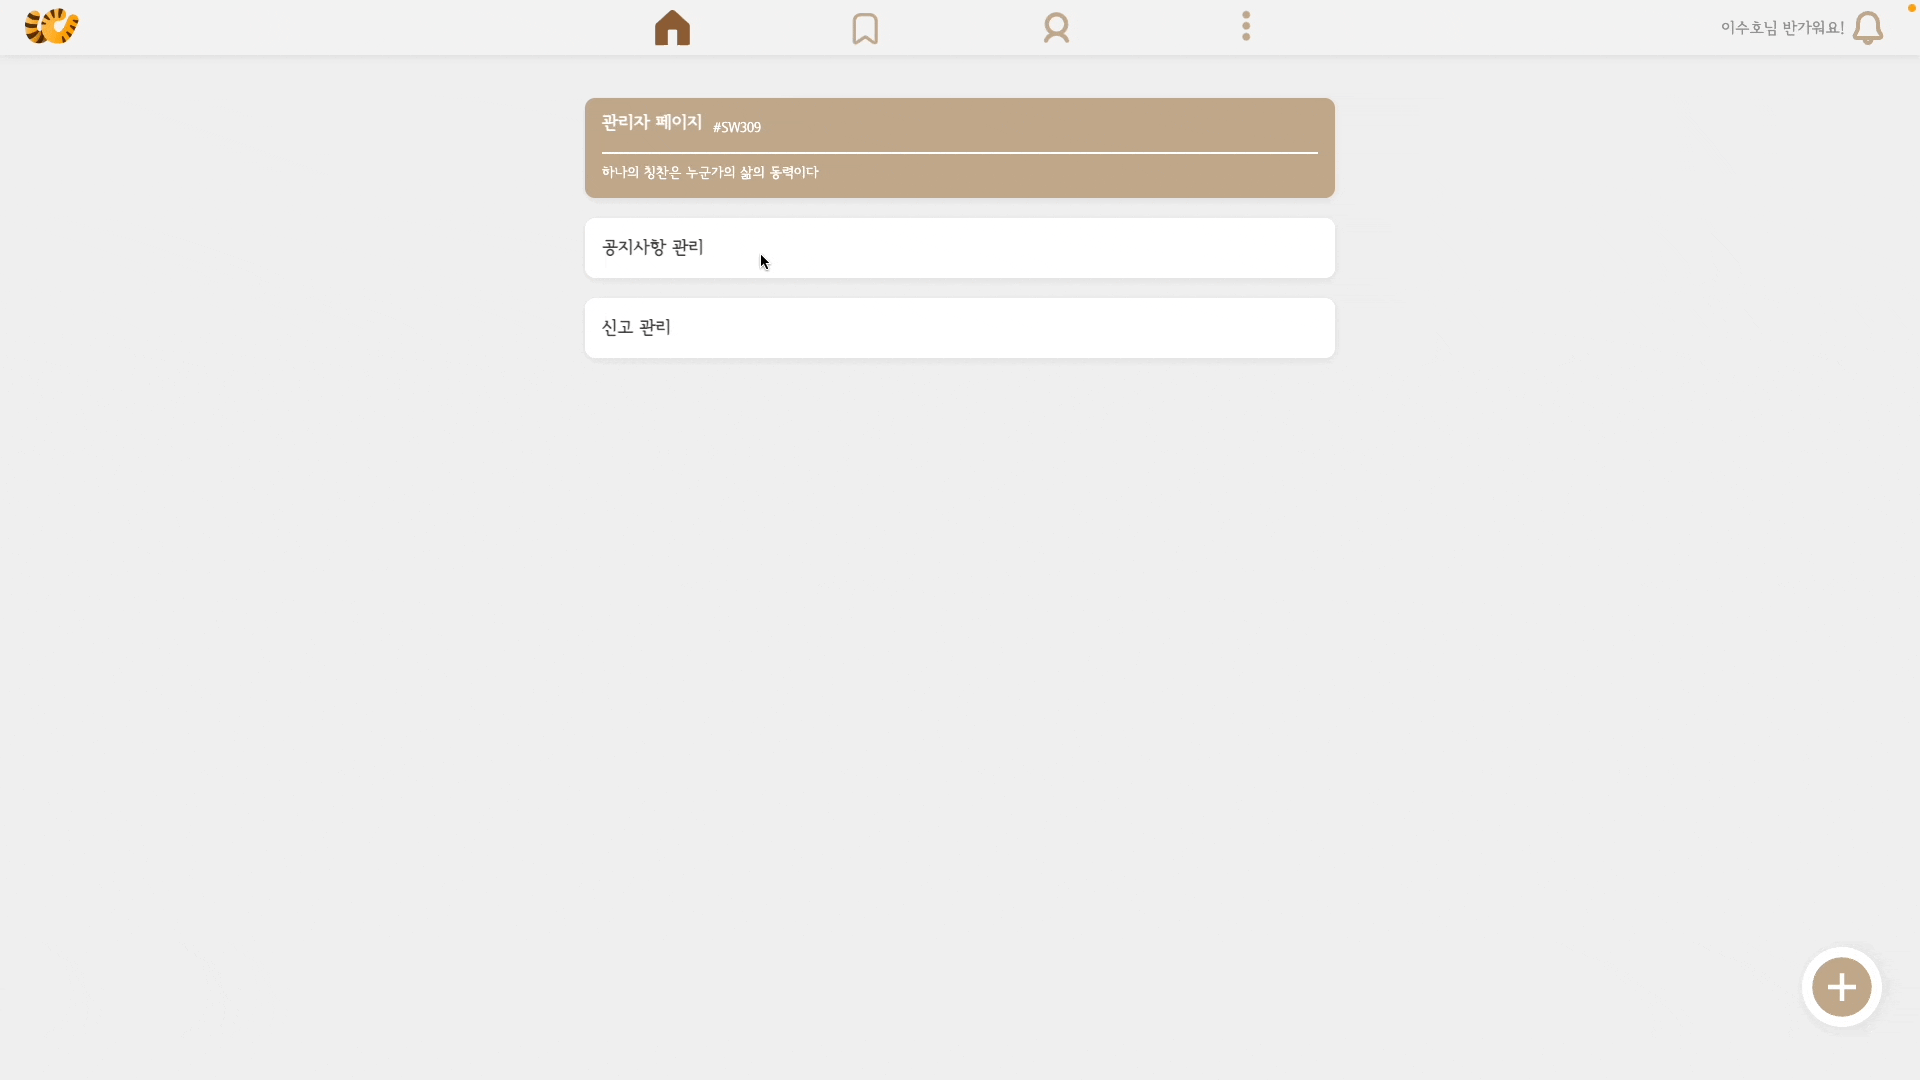 이수호님 반가워요!
관리자 페이지 #SW309
하나의 칭찬은 누군가의 삶의 동력이다
공지사항 관리
신고 관리